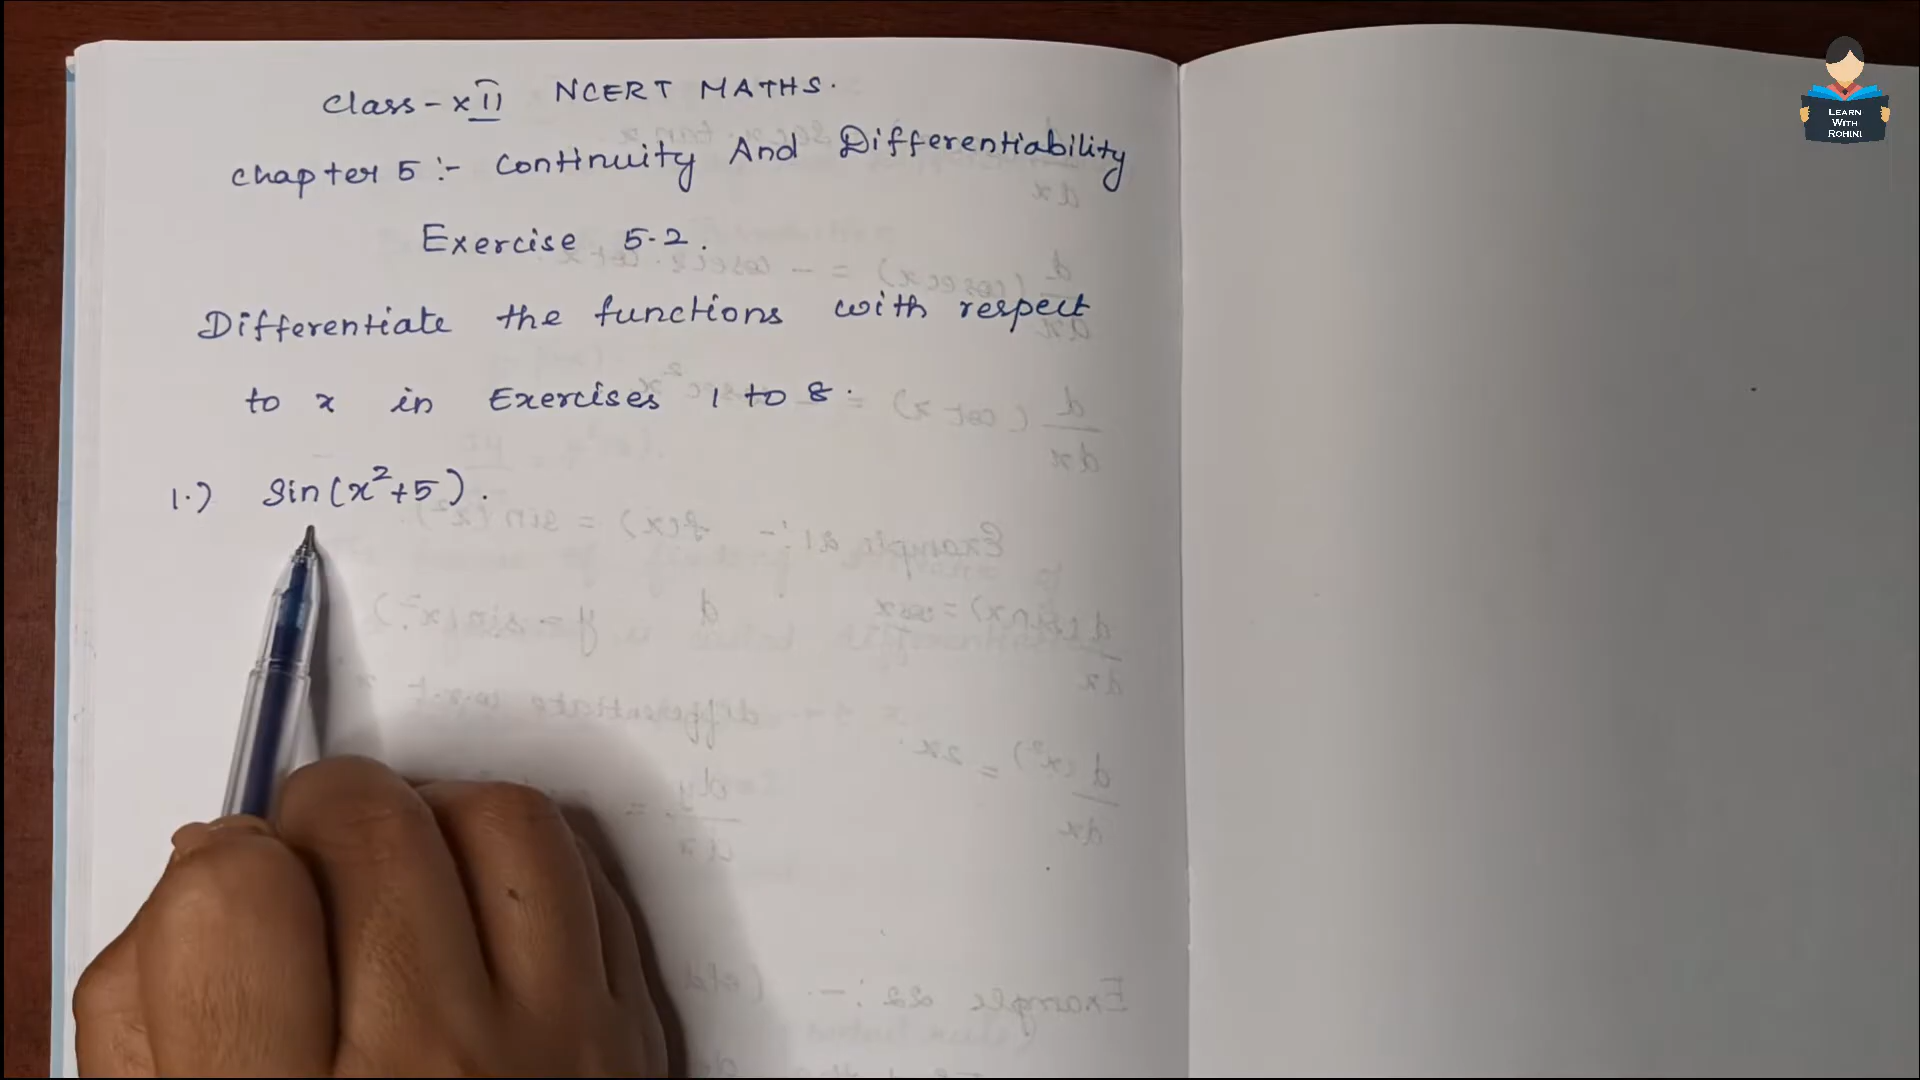 Class-XII NCERT MATHS.
Chapter 5 :- Continuity And Differentiability
Exercise 5.2.
Differentiate the functions with respect
to x in Exercises 1 to 8.
1.) Sin(x²+5).
LEARN
WITH
ROHINI